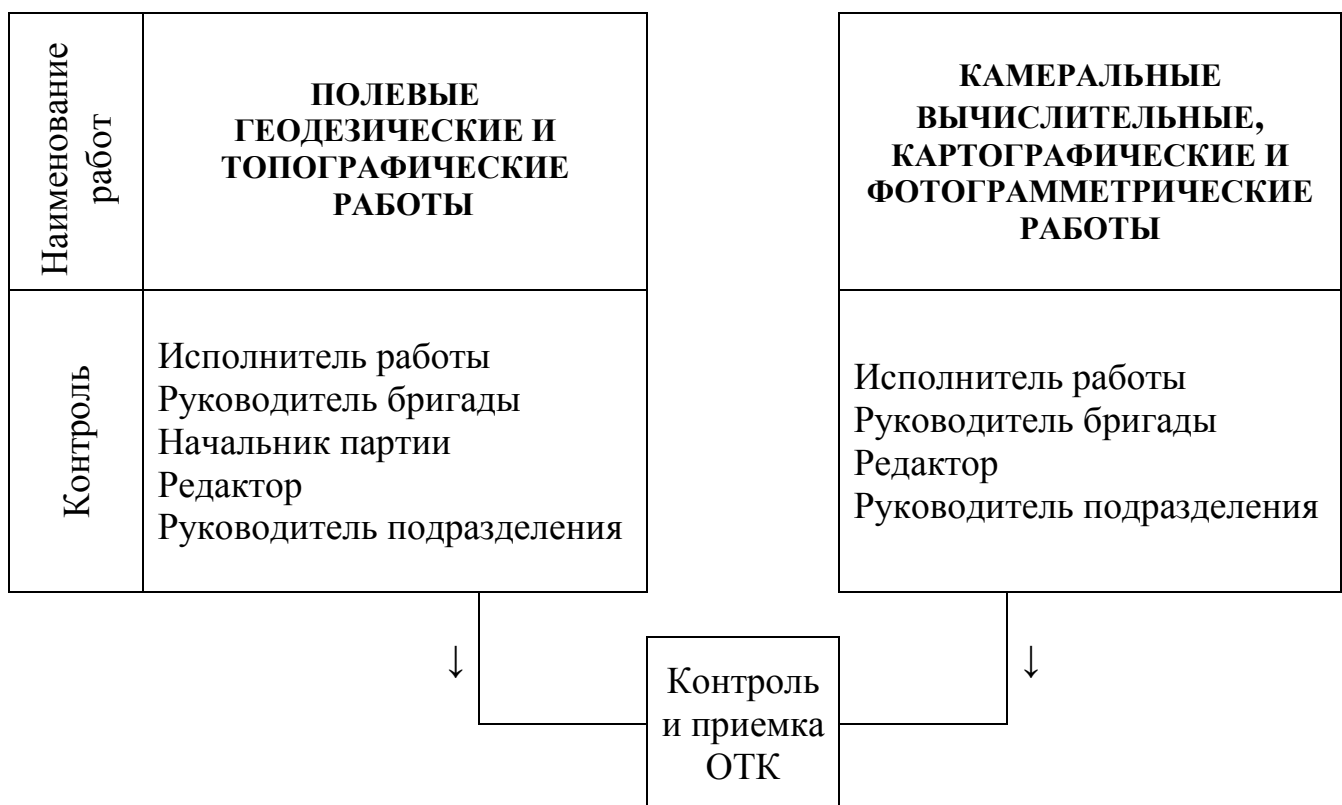 Наименование
работ
ПОЛЕВЫЕ
ГЕОДЕЗИЧЕСКИЕ И
ТОПОГРАФИЧЕСКИЕ
РАБОТЫ
КАМЕРАЛЬНЫЕ
ВЫЧИСЛИТЕЛЬНЫЕ,
КАРТОГРАФИЧЕСКИЕ И
ФОТОГРАММЕТРИЧЕСКИЕ
РАБОТЫ
Контроль
Исполнитель работы
Руководитель бригады
Начальник партии
Редактор
Руководитель подразделения
Исполнитель работы
Руководитель бригады
Редактор
Руководитель подразделения
↓
↓
Контроль
и приемка
ОТК